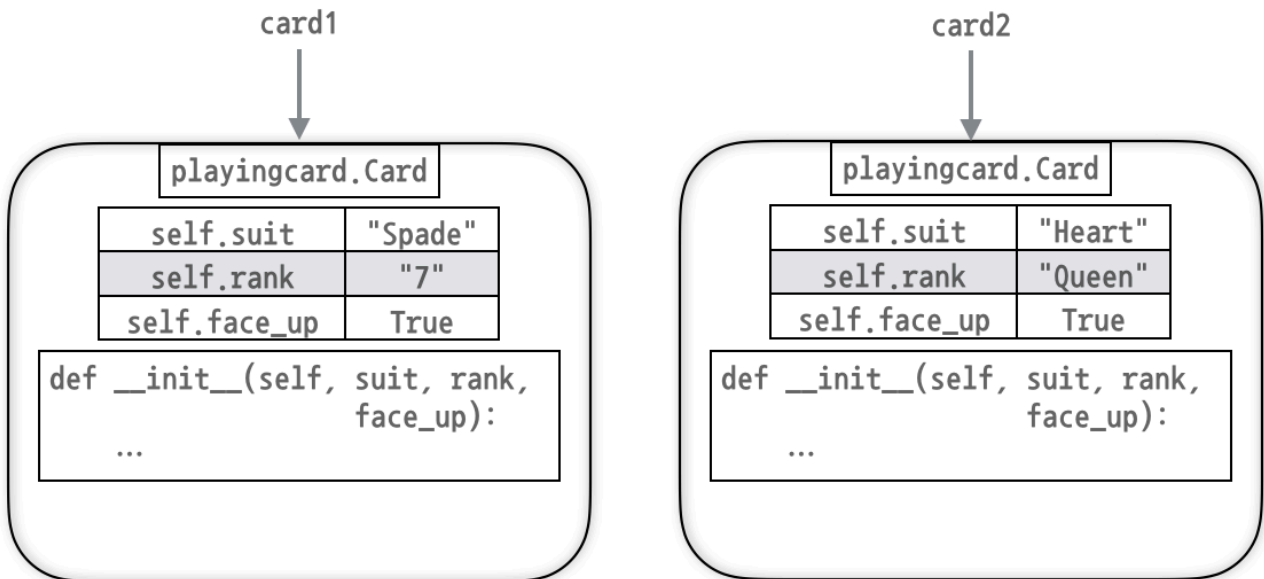 card1
playingcard.Card
self.suit "Spade"
self.rank "7"
self.face_up True
def __init__(self, suit, rank,
face_up):
...
card2
playingcard.Card
self.suit "Heart"
self.rank "Queen"
self.face_up True
def __init__(self, suit, rank,
face_up):
...